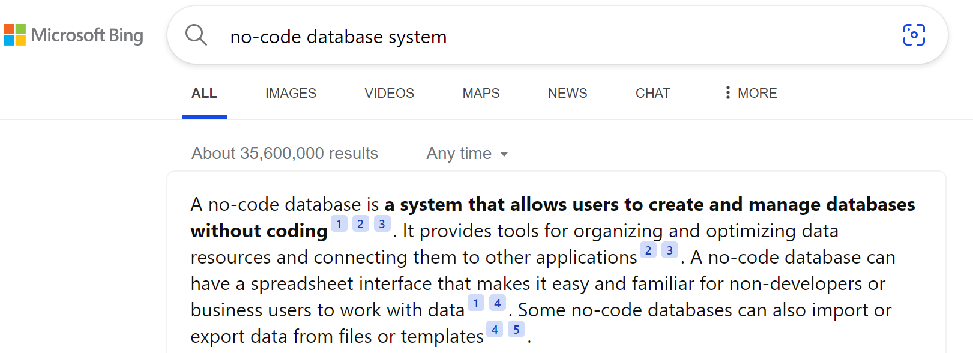 Microsoft Bing
no-code database system
ALL IMAGES VIDEOS MAPS NEWS CHAT MORE
About 35,600,000 results Any time
A no-code database is a system that allows users to create and manage databases
without coding 1 2 3 . It provides tools for organizing and optimizing data
resources and connecting them to other applications 2 3 . A no-code database can
have a spreadsheet interface that makes it easy and familiar for non-developers or
business users to work with data 1 4 . Some no-code databases can also import or
export data from files or templates 4 5 .